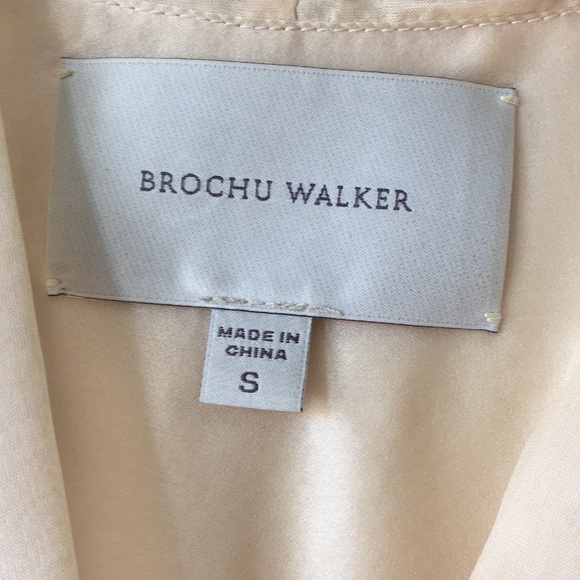 BROCHU WALKER
MADE IN
CHINA
S